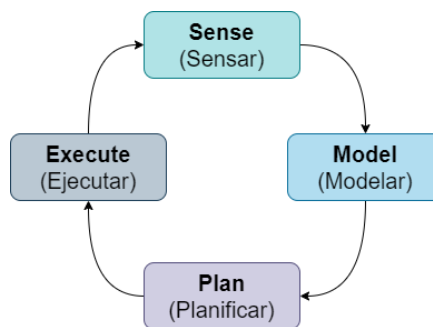 Sense
(Sensar)
Execute
(Ejecutar)
Model
(Modelar)
Plan
(Planificar)